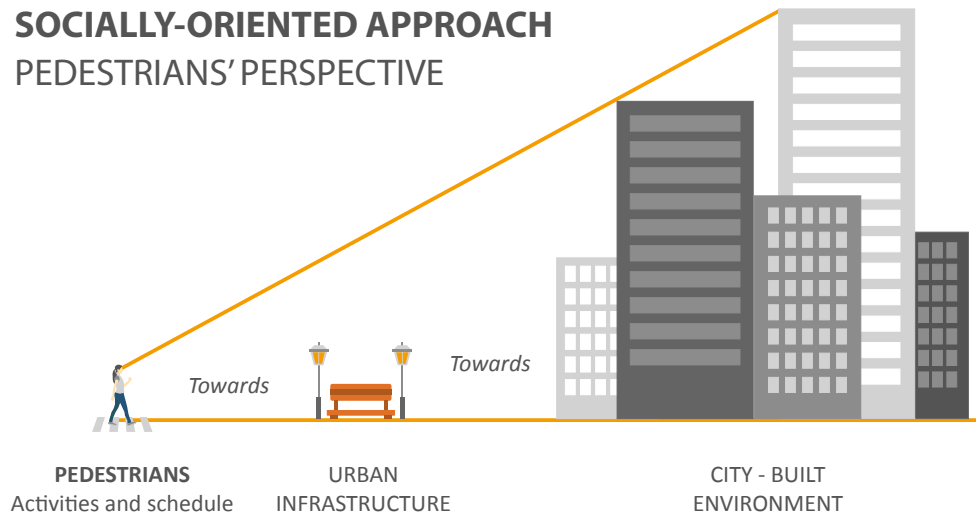 SOCIALLY-ORIENTED APPROACH
PEDESTRIANS' PERSPECTIVE
Towards
Towards
PEDESTRIANS
Activities and schedule
URBAN
INFRASTRUCTURE
CITY - BUILT
ENVIRONMENT